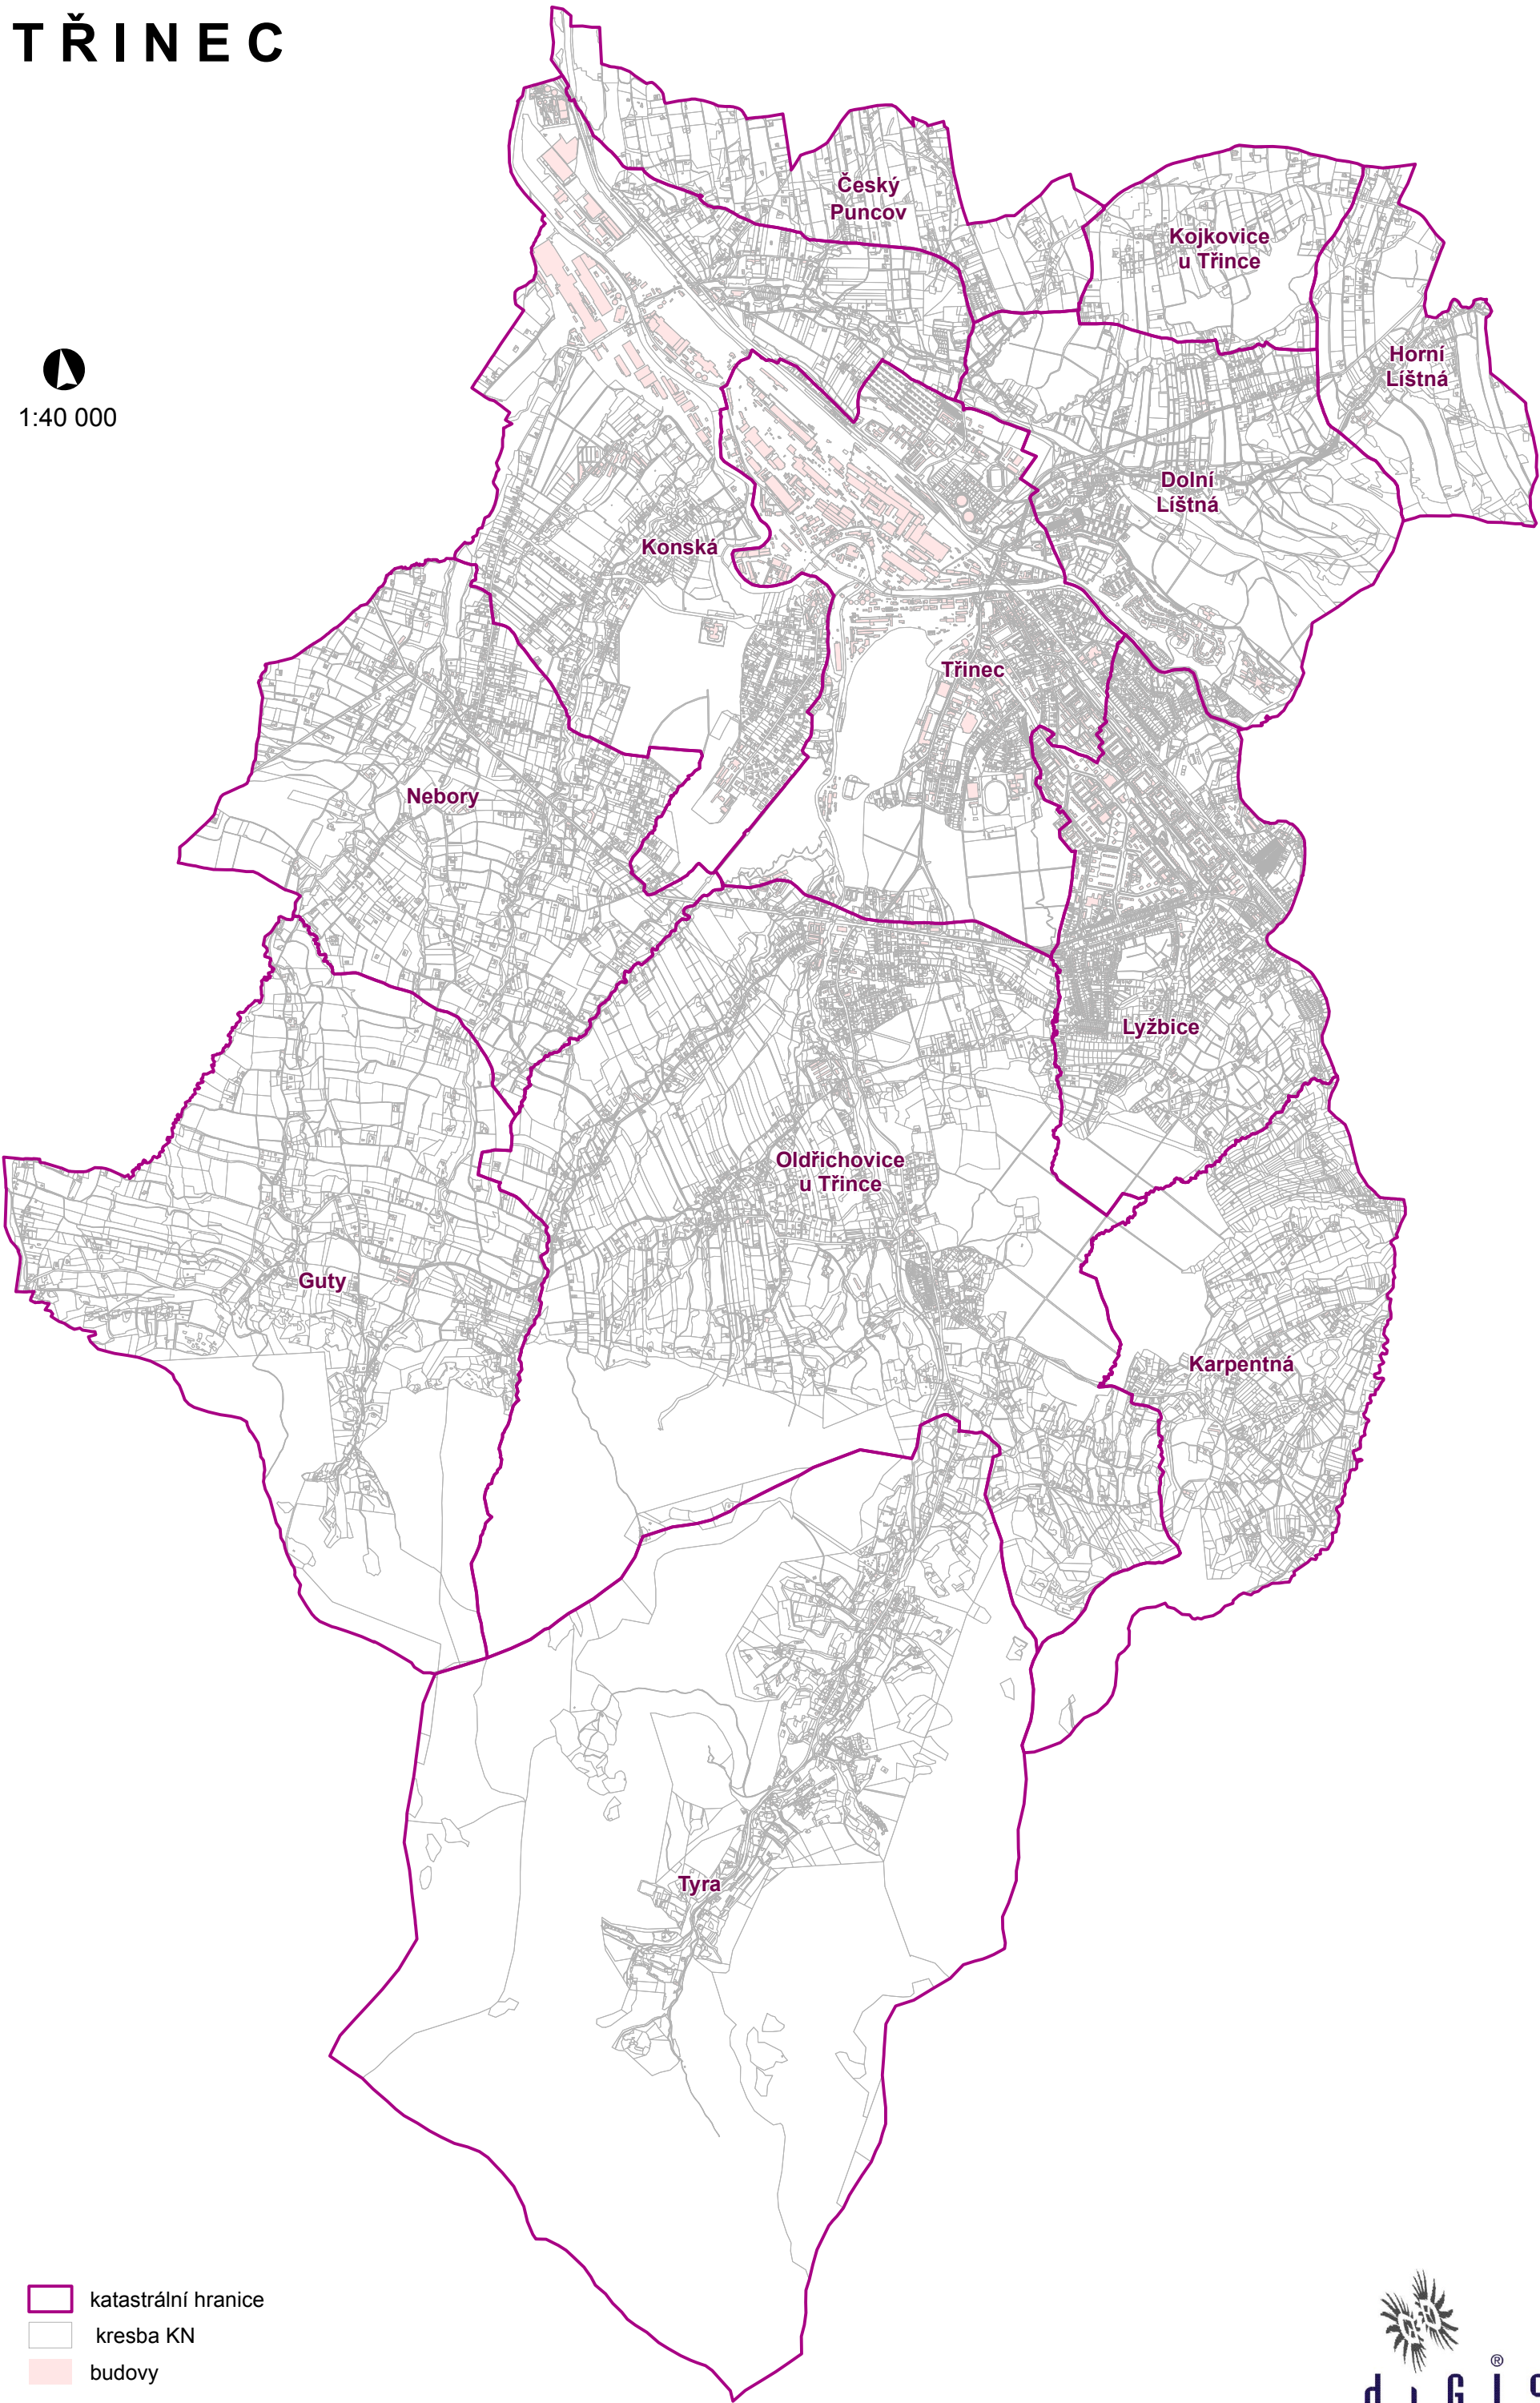 TŘINEC
1:40 000
Český
Puncov
Kojkovice
u Třince
Horní
Líštná
Dolní
Líštná
Konská
Třinec
Nebory
Lyžbice
Oldřichovice
u Třince
Guty
Karpentná
Tyra
katastrální hranice
kresba KN
budovy
®